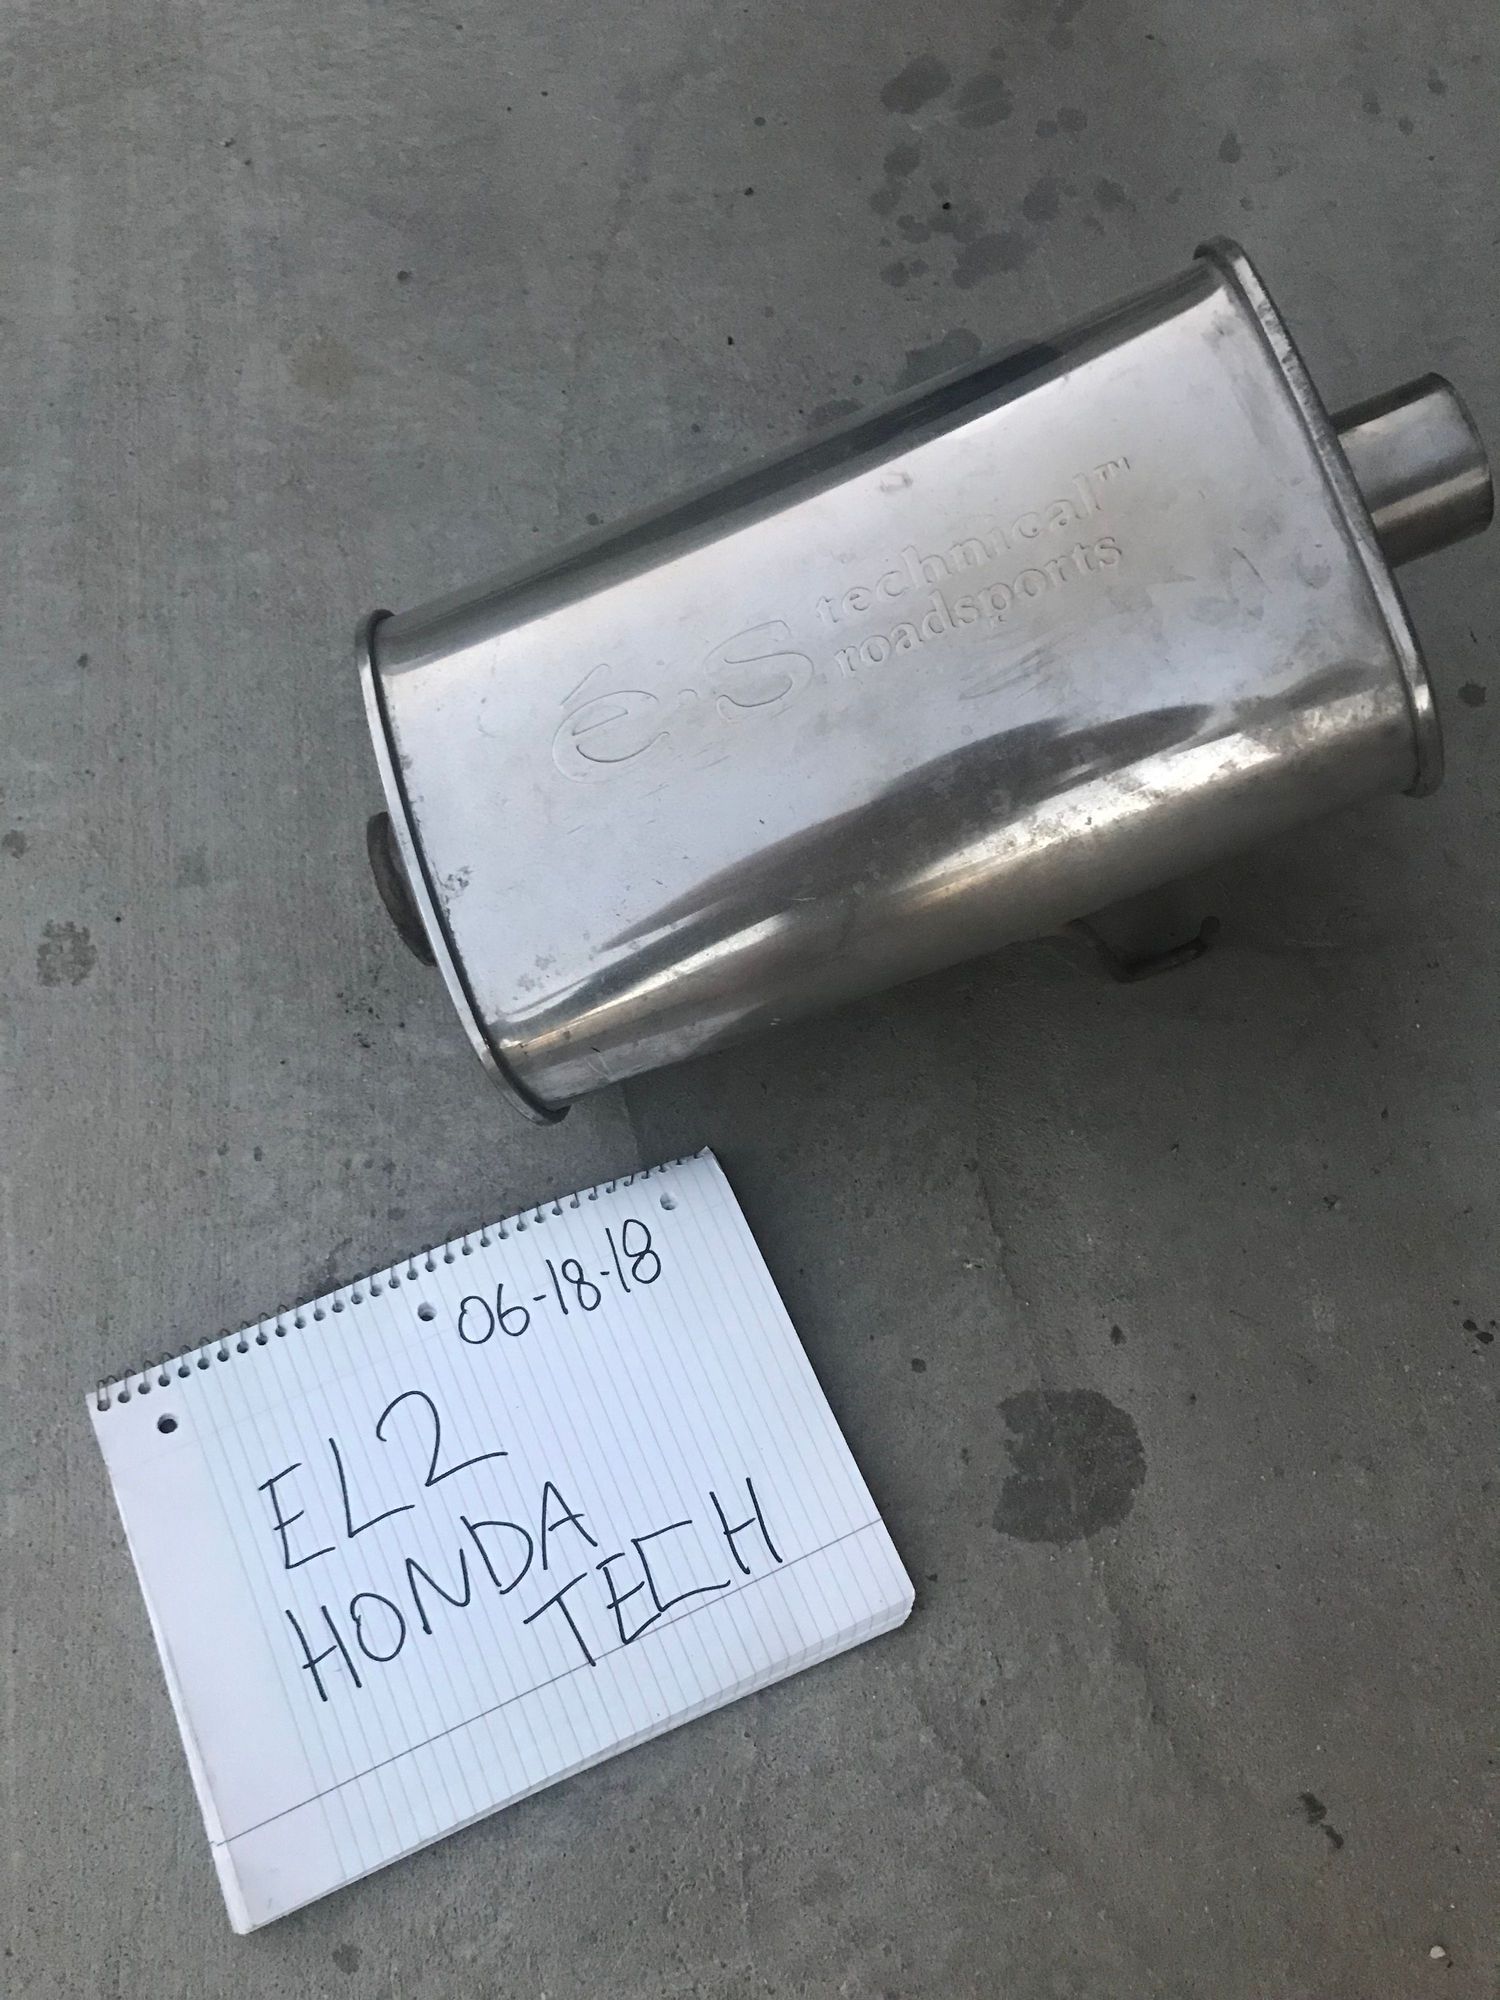 é.s technical™
roadsports
06-18-18
EL2
HONDA
TECH